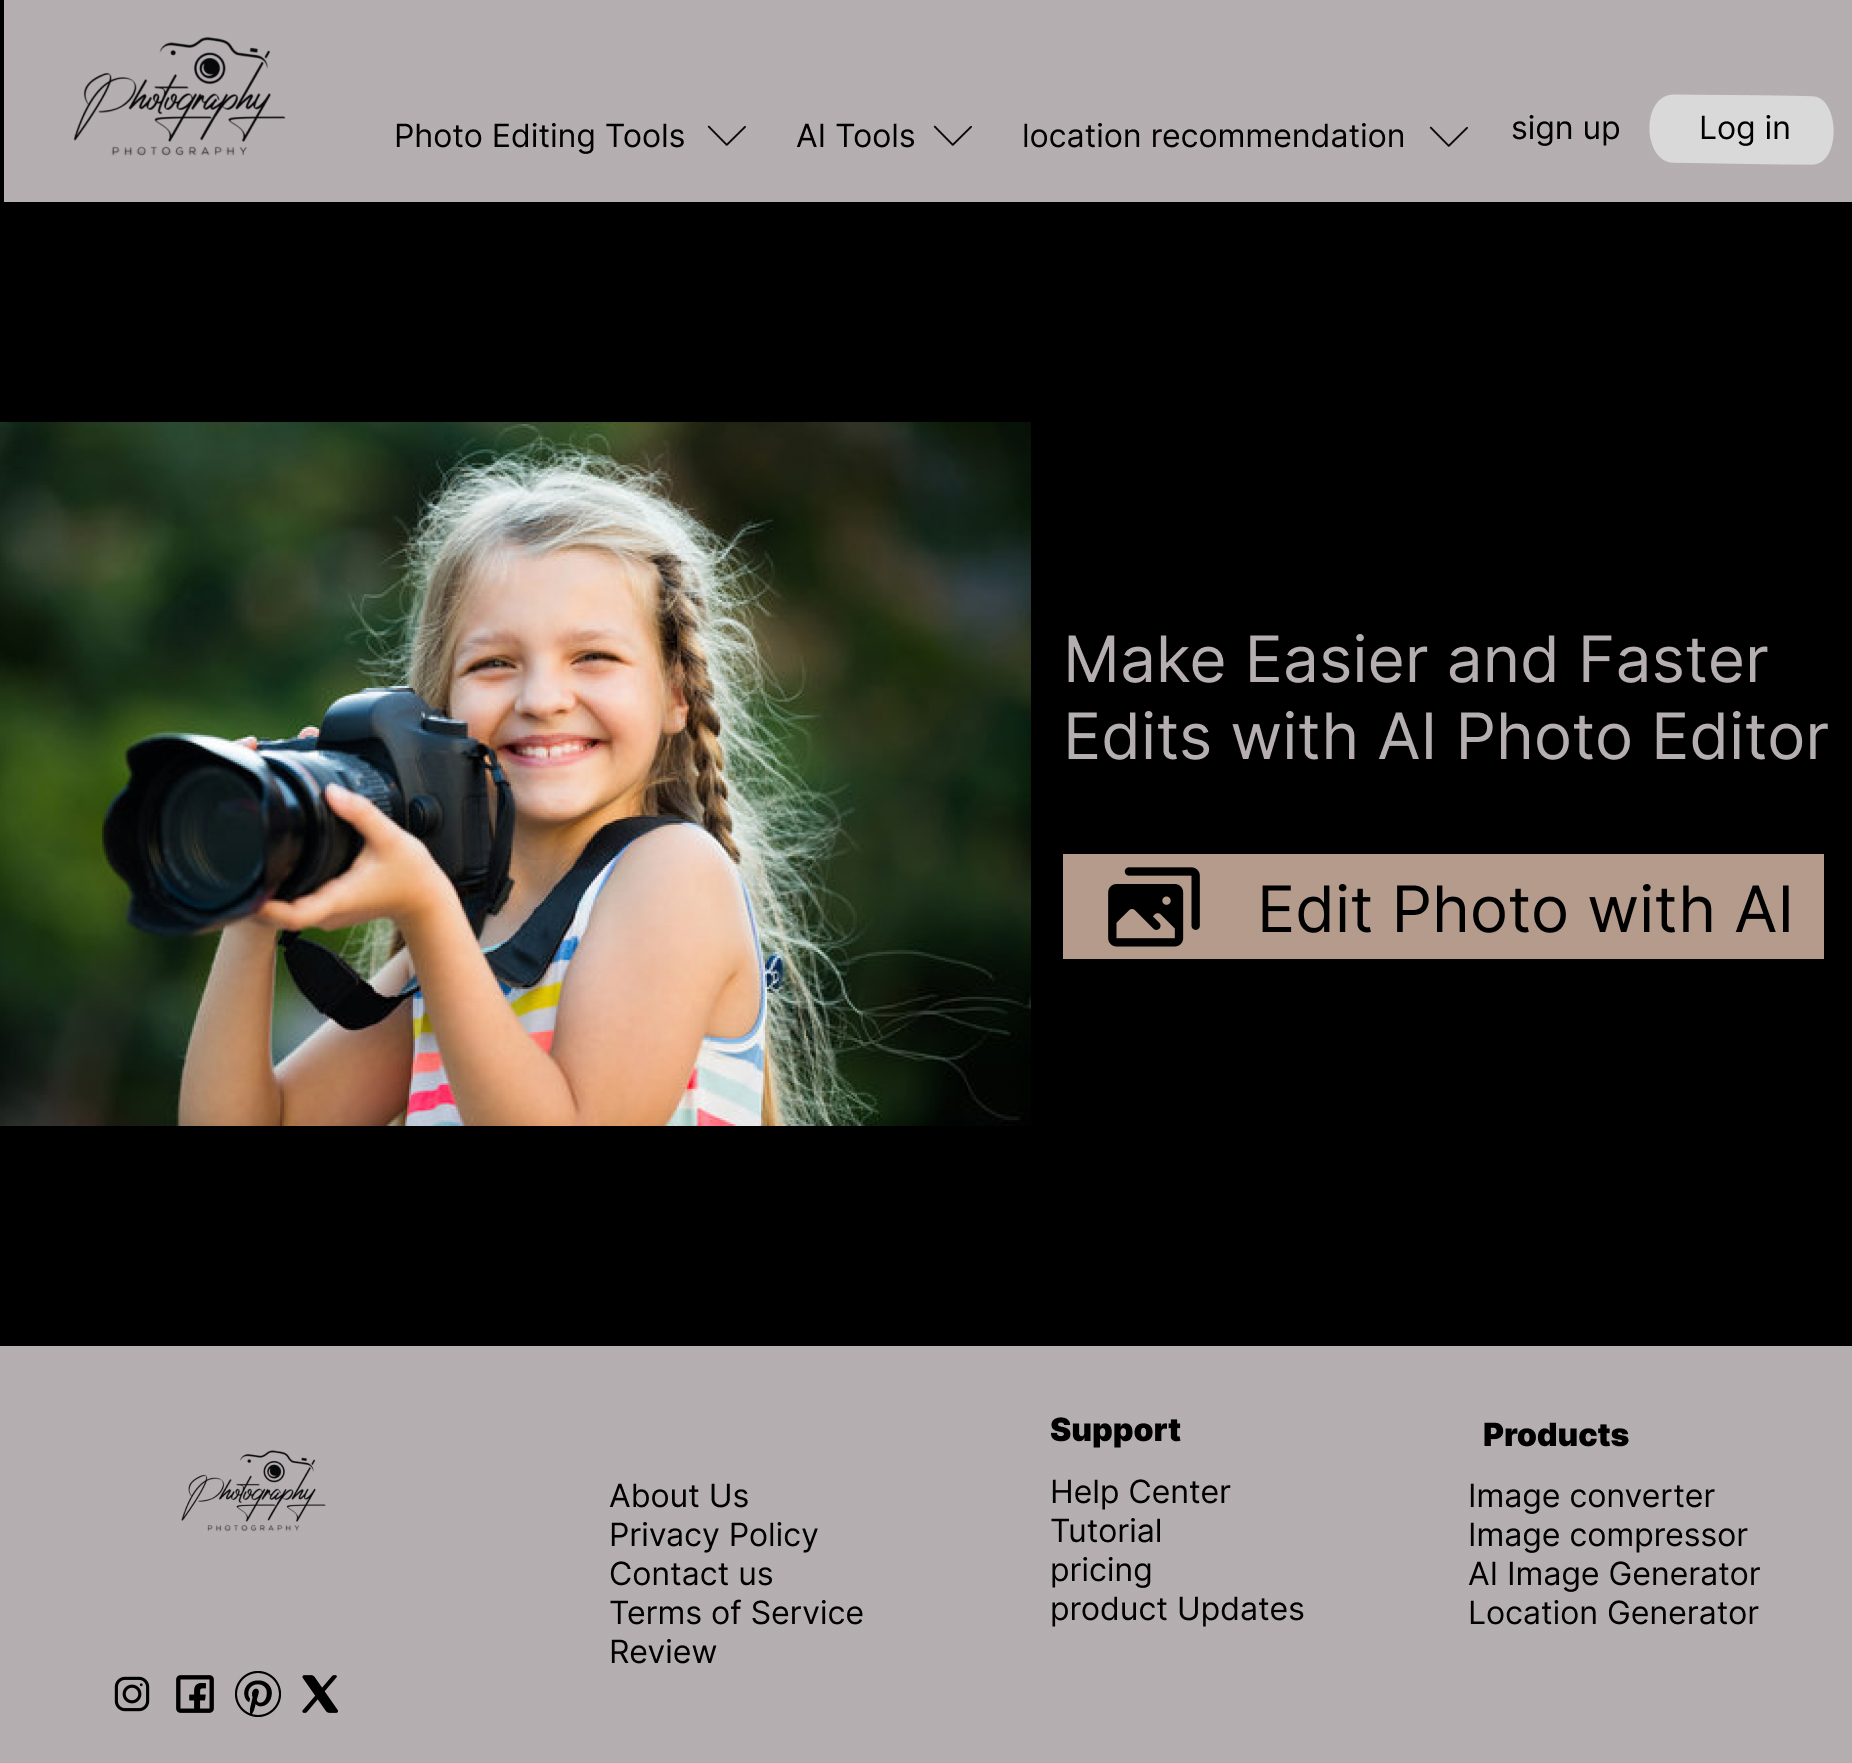 Photography
PHOTOGRAPHY
Photo Editing Tools
AI Tools
location recommendation
sign up
Log in
Make Easier and Faster
Edits with AI Photo Editor
Edit Photo with AI
Photography
PHOTOGRAPHY
About Us
Privacy Policy
Contact us
Terms of Service
Review
Support
Help Center
Tutorial
pricing
product Updates
Products
Image converter
Image compressor
AI Image Generator
Location Generator